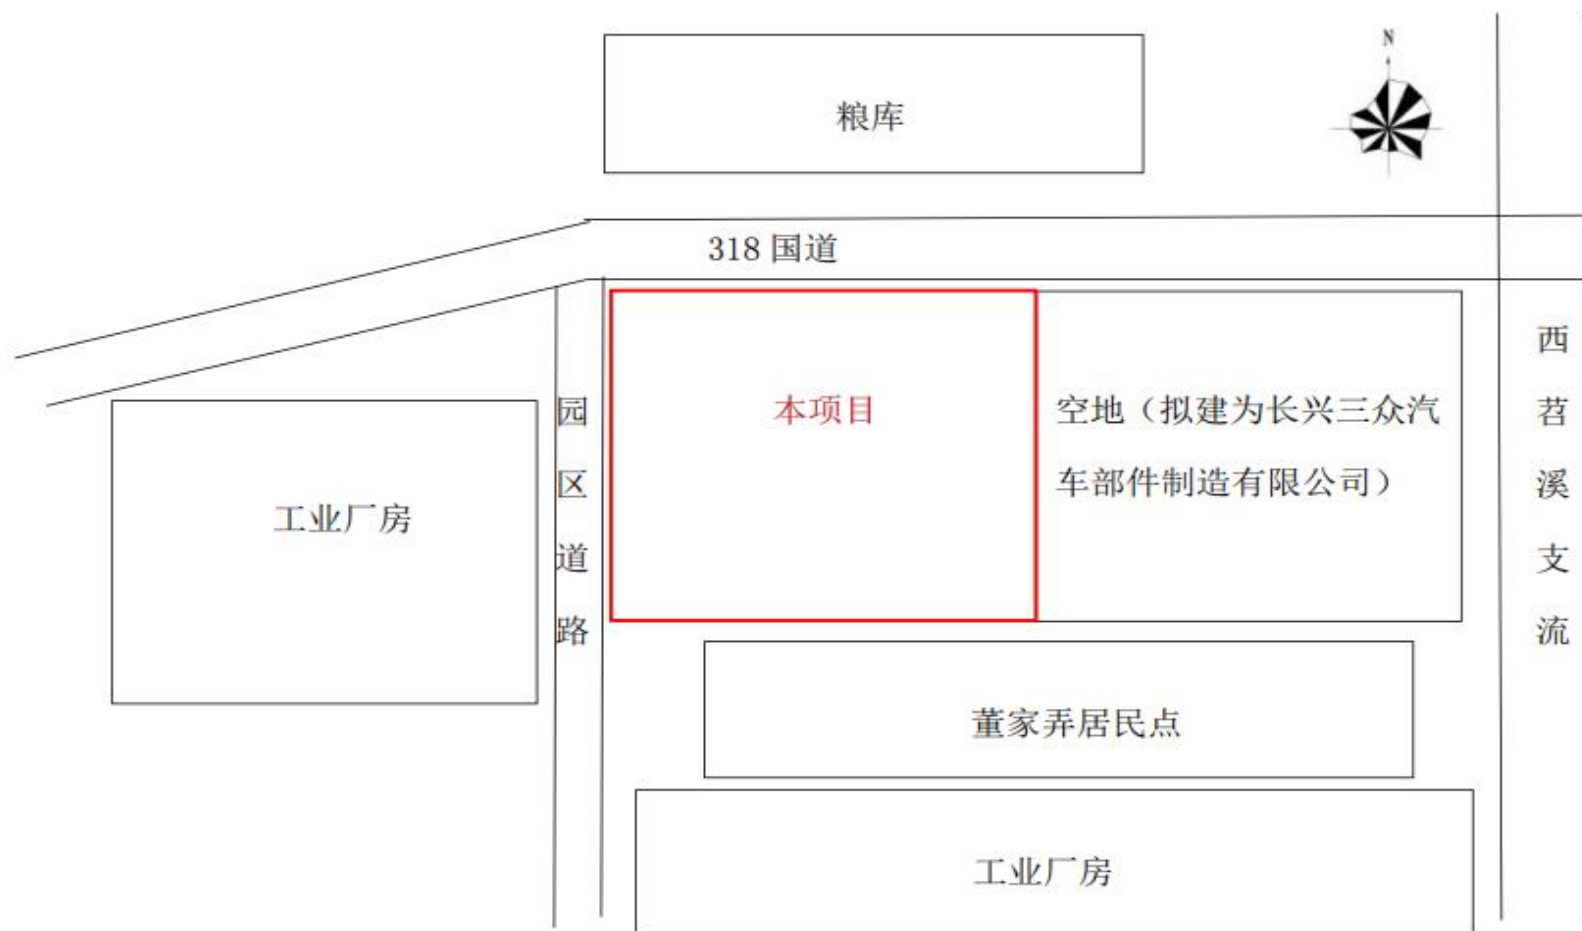 N
粮库
318 国道
本项目
空地（拟建为长兴三众汽
车部件制造有限公司）
园区道路
西苕溪支流
工业厂房
董家弄居民点
工业厂房